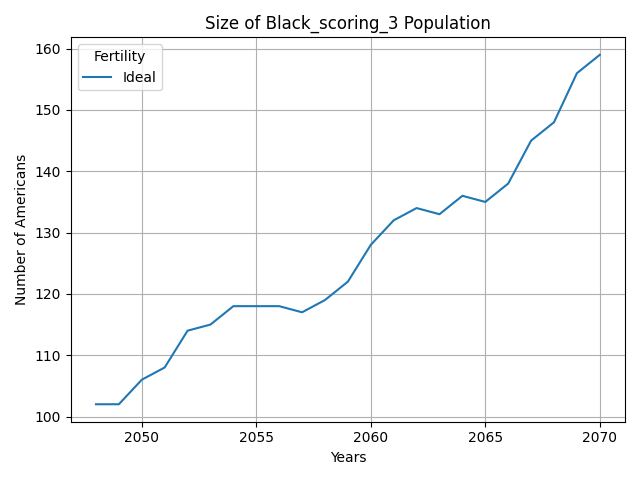 Size of Black_scoring_3 Population
Fertility
Ideal
Number of Americans
160
150
140
130
120
110
100
2050 2055 2060 2065 2070
Years